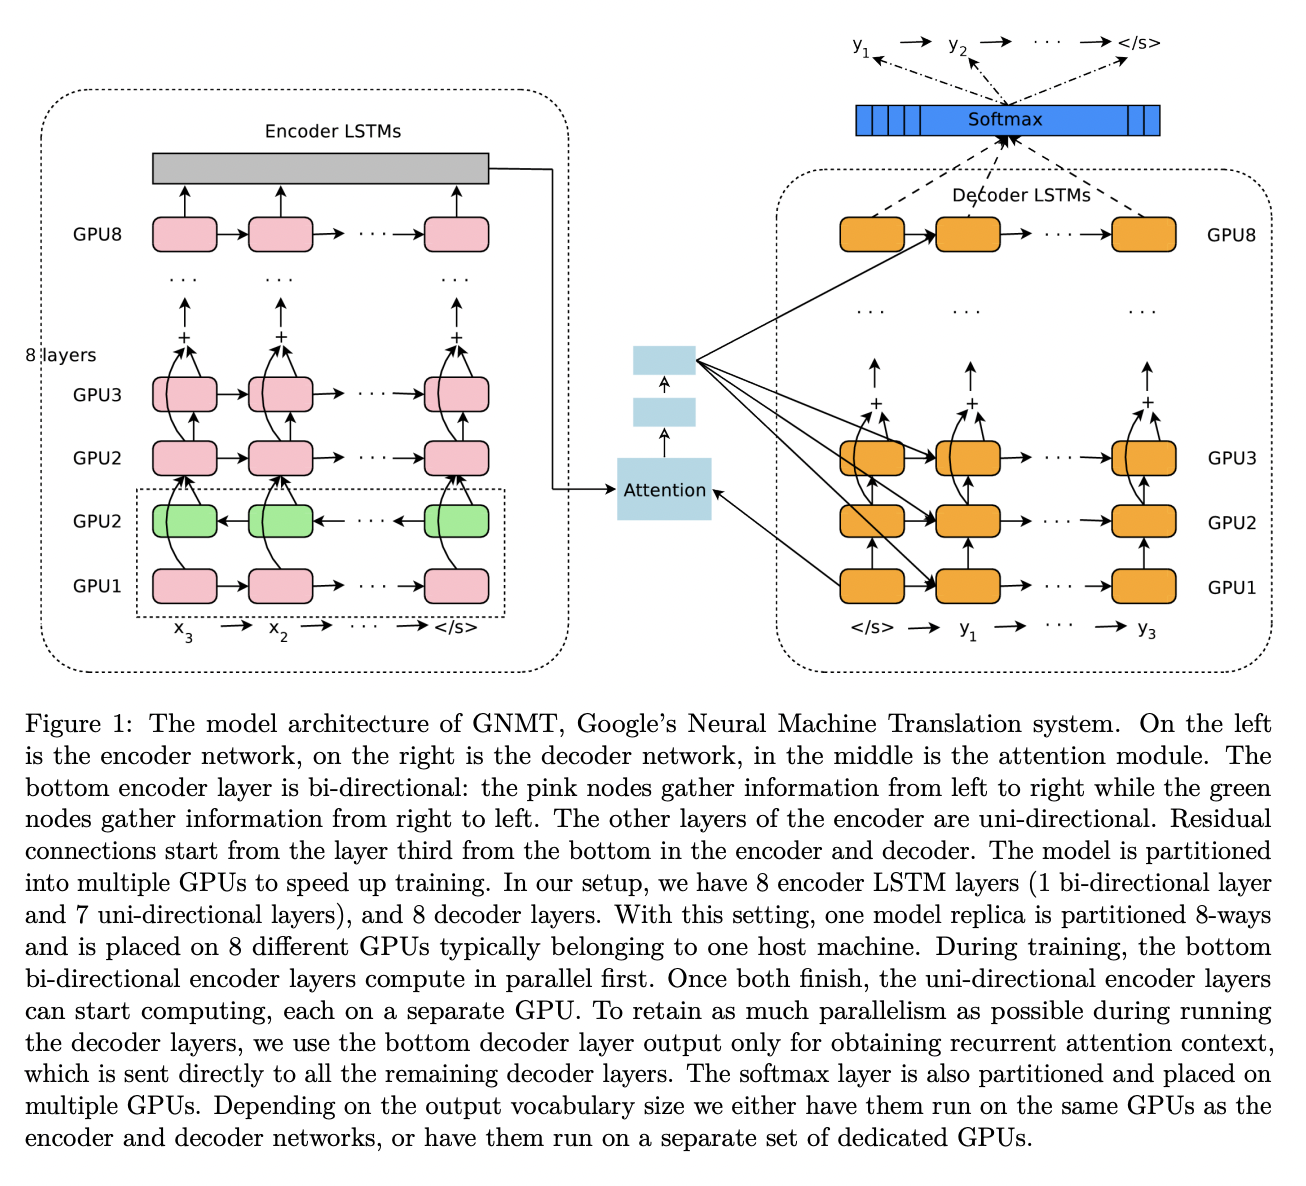 y1 y2 · · · </s>
Softmax
Encoder LSTMs
Decoder LSTMs
GPU8 · · ·
· · · GPU8
· · · · · · · · ·
· · · · · · · · ·
+ + +
8 layers
GPU3 · · ·
+ + +
GPU2 · · ·
· · · GPU3
Attention
GPU2 · · ·
· · · GPU2
GPU1 · · ·
· · · GPU1
x3 x2 · · · </s>
</s> y1 · · · y3
Figure 1: The model architecture of GNMT, Google's Neural Machine Translation system. On the left
is the encoder network, on the right is the decoder network, in the middle is the attention module. The
bottom encoder layer is bi-directional: the pink nodes gather information from left to right while the green
nodes gather information from right to left. The other layers of the encoder are uni-directional. Residual
connections start from the layer third from the bottom in the encoder and decoder. The model is partitioned
into multiple GPUs to speed up training. In our setup, we have 8 encoder LSTM layers (1 bi-directional layer
and 7 uni-directional layers), and 8 decoder layers. With this setting, one model replica is partitioned 8-ways
and is placed on 8 different GPUs typically belonging to one host machine. During training, the bottom
bi-directional encoder layers compute in parallel first. Once both finish, the uni-directional encoder layers
can start computing, each on a separate GPU. To retain as much parallelism as possible during running
the decoder layers, we use the bottom decoder layer output only for obtaining recurrent attention context,
which is sent directly to all the remaining decoder layers. The softmax layer is also partitioned and placed on
multiple GPUs. Depending on the output vocabulary size we either have them run on the same GPUs as the
encoder and decoder networks, or have them run on a separate set of dedicated GPUs.